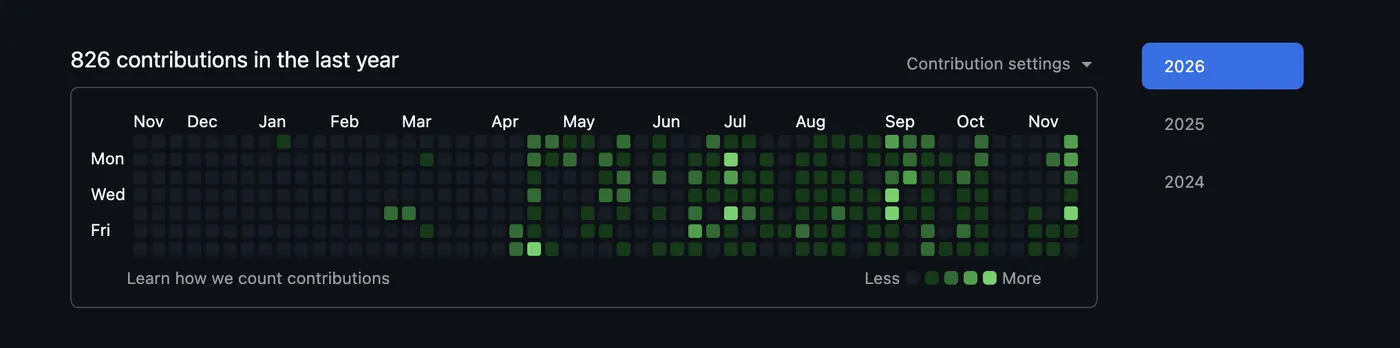 826 contributions in the last year
Contribution settings
2026
2025
2024
Nov Dec Jan Feb Mar Apr May Jun Jul Aug Sep Oct Nov
Mon
Wed
Fri
Learn how we count contributions
Less More